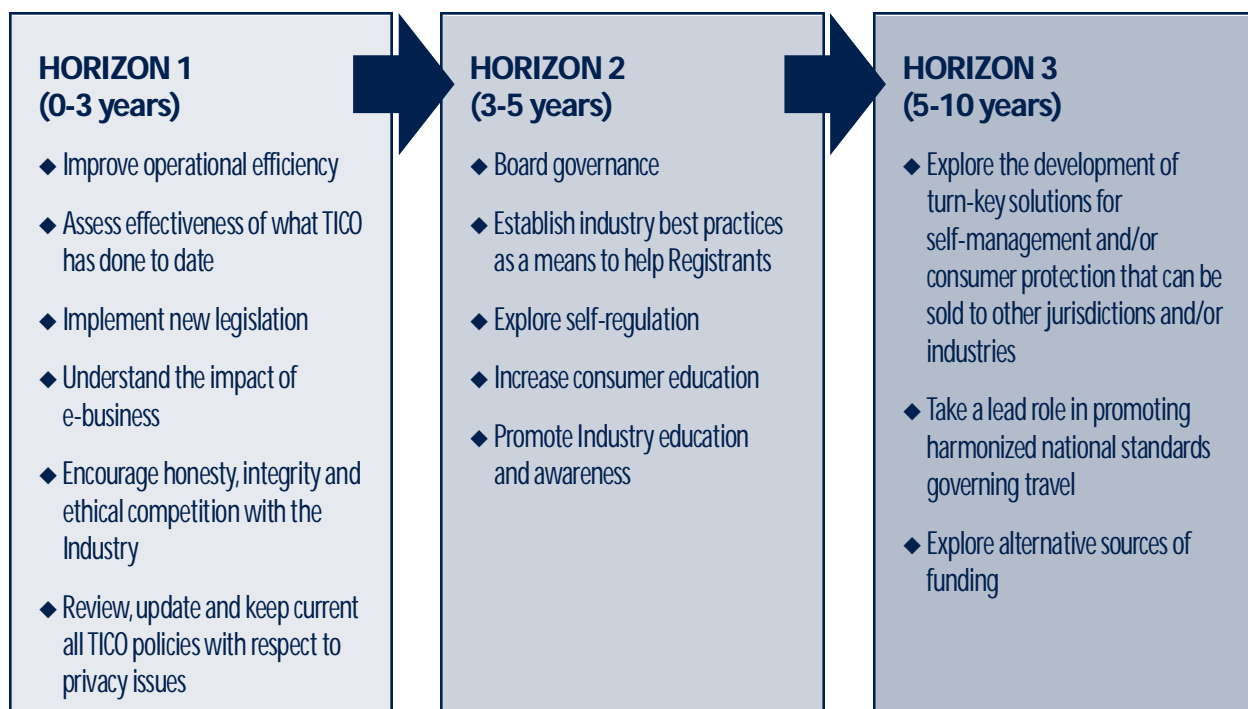 HORIZON 1
(0-3 years)
◆ Improve operational efficiency
◆ Assess effectiveness of what TICO
has done to date
◆ Implement new legislation
◆ Understand the impact of
e-business
◆ Encourage honesty, integrity and
ethical competition with the
Industry
◆ Review, update and keep current
all TICO policies with respect to
privacy issues
HORIZON 2
(3-5 years)
◆ Board governance
◆ Establish industry best practices
as a means to help Registrants
◆ Explore self-regulation
◆ Increase consumer education
◆ Promote Industry education
and awareness
HORIZON 3
(5-10 years)
◆ Explore the development of
turn-key solutions for
self-management and/or
consumer protection that can be
sold to other jurisdictions and/or
industries
◆ Take a lead role in promoting
harmonized national standards
governing travel
◆ Explore alternative sources of
funding